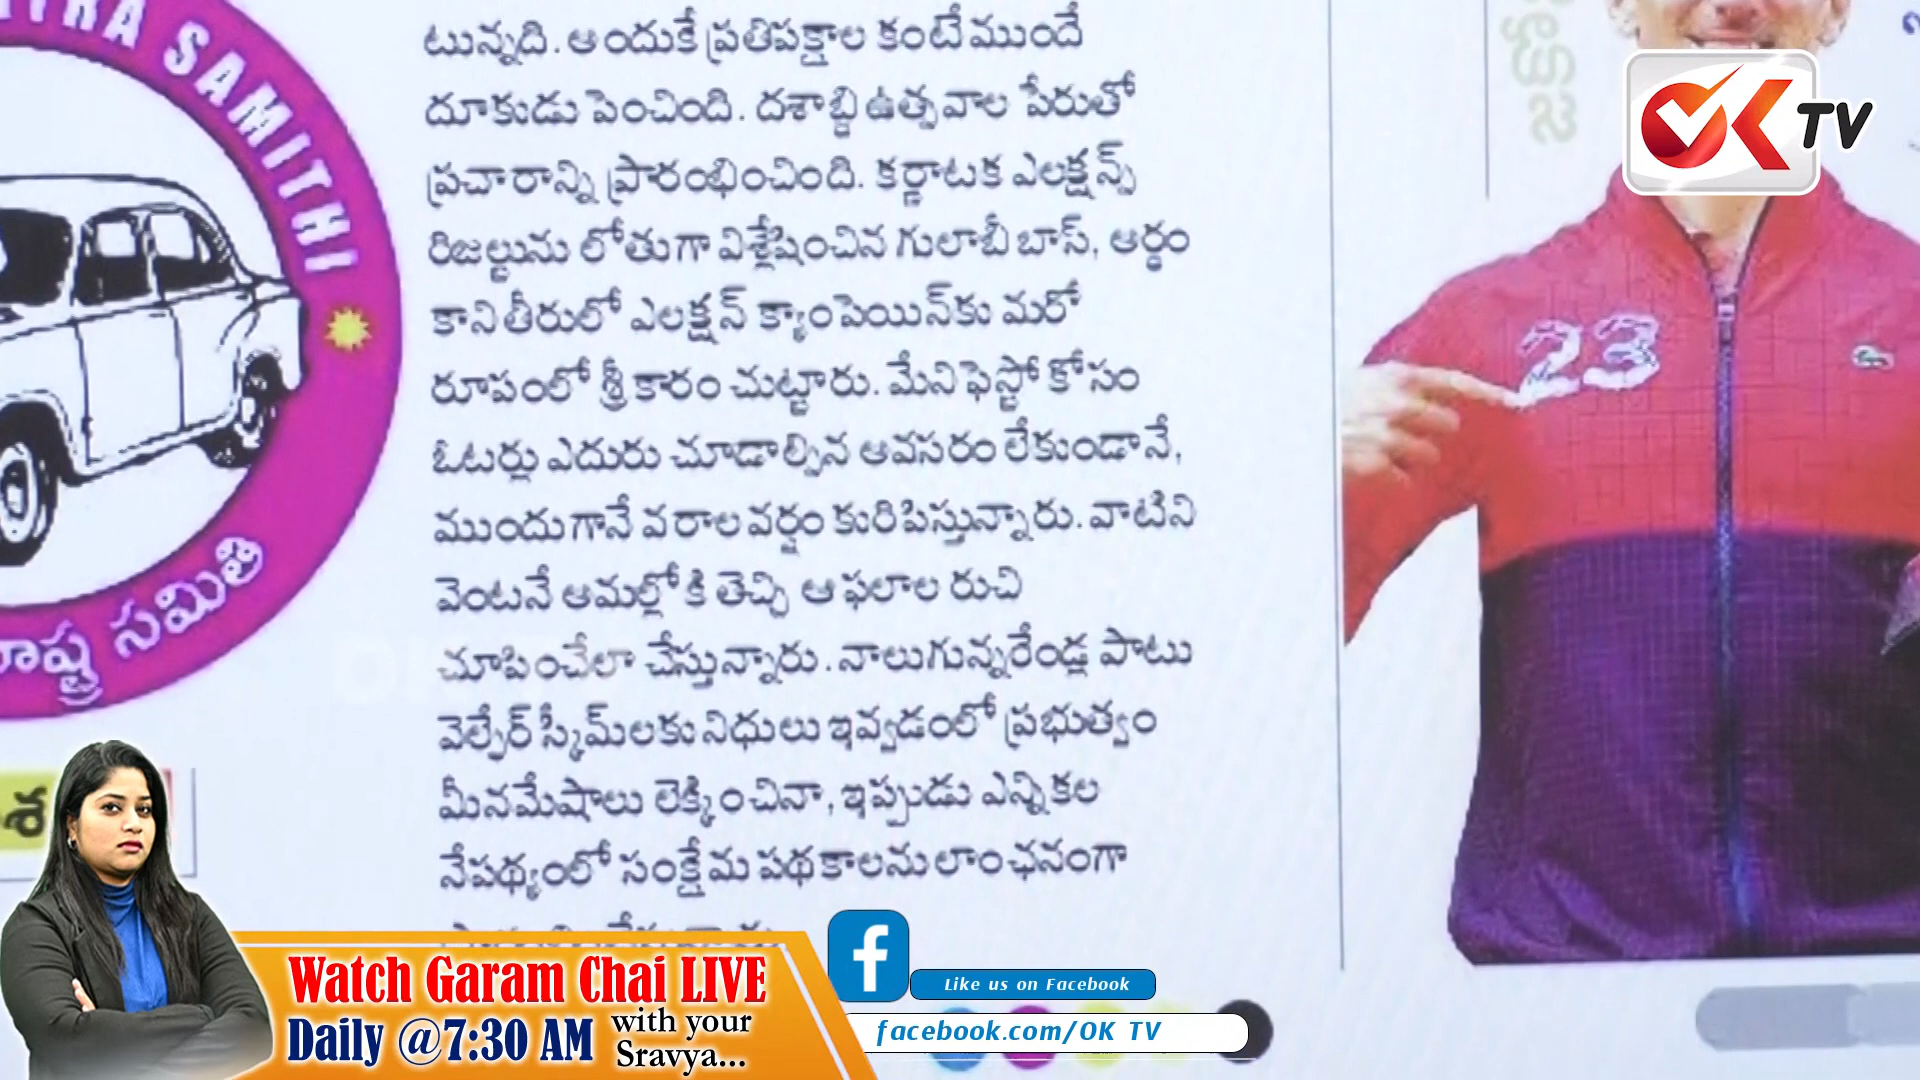 SAMITHI
రాష్ట్ర సమితి
టున్నది. అందుకే ప్రతిపక్షాల కంటే ముందే
దూకుడు పెంచింది. దశాబ్ది ఉత్సవాల పేరుతో
ప్రచారాన్ని ప్రారంభించింది. కర్ణాటక ఎలక్షన్స్
రిజల్టును లోతుగా విశ్లేషించిన గులాబీ బాస్, అర్థం
కాని తీరులో ఎలక్షన్ క్యాంపెయిన్‌కు మరో
రూపంలో శ్రీకారం చుట్టారు. మేనిఫెస్టో కోసం
ఓటర్లు ఎదురు చూడాల్సిన అవసరం లేకుండానే,
ముందుగానే వరాల వర్షం కురిపిస్తున్నారు. వాటిని
వెంటనే అమల్లోకి తెచ్చి ఆ ఫలాల రుచి
చూపించేలా చేస్తున్నారు. నాలుగున్నరేండ్ల పాటు
వెల్ఫేర్ స్కీమ్‌లకు నిధులు ఇవ్వడంలో ప్రభుత్వం
మీనమేషాలు లెక్కించినా, ఇప్పుడు ఎన్నికల
నేపథ్యంలో సంక్షేమ పథకాలను లాంఛనంగా
23
OK TV
Watch Garam Chai LIVE
Daily @7:30 AM with your Sravya...
f
Like us on Facebook
facebook.com/OK TV